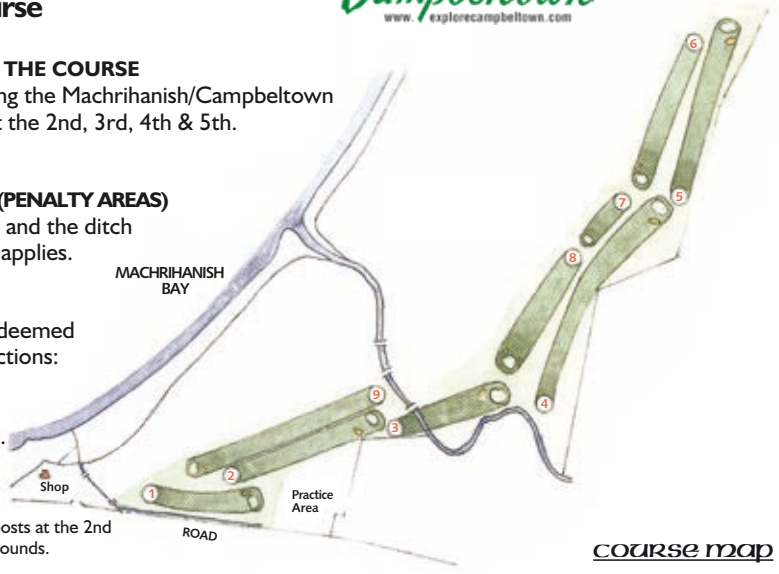 urse
www. explorecampbeltown.com
THE COURSE
ng the Machrihanish/Campbeltown
t the 2nd, 3rd, 4th & 5th.
(PENALTY AREAS)
and the ditch
applies.
MACHRIHANISH
BAY
deemed
ctions:
6
5
7
8
9
3
4
2
1
Shop
Practice
Area
ROAD
osts at the 2nd
ounds.
COURSE MAP